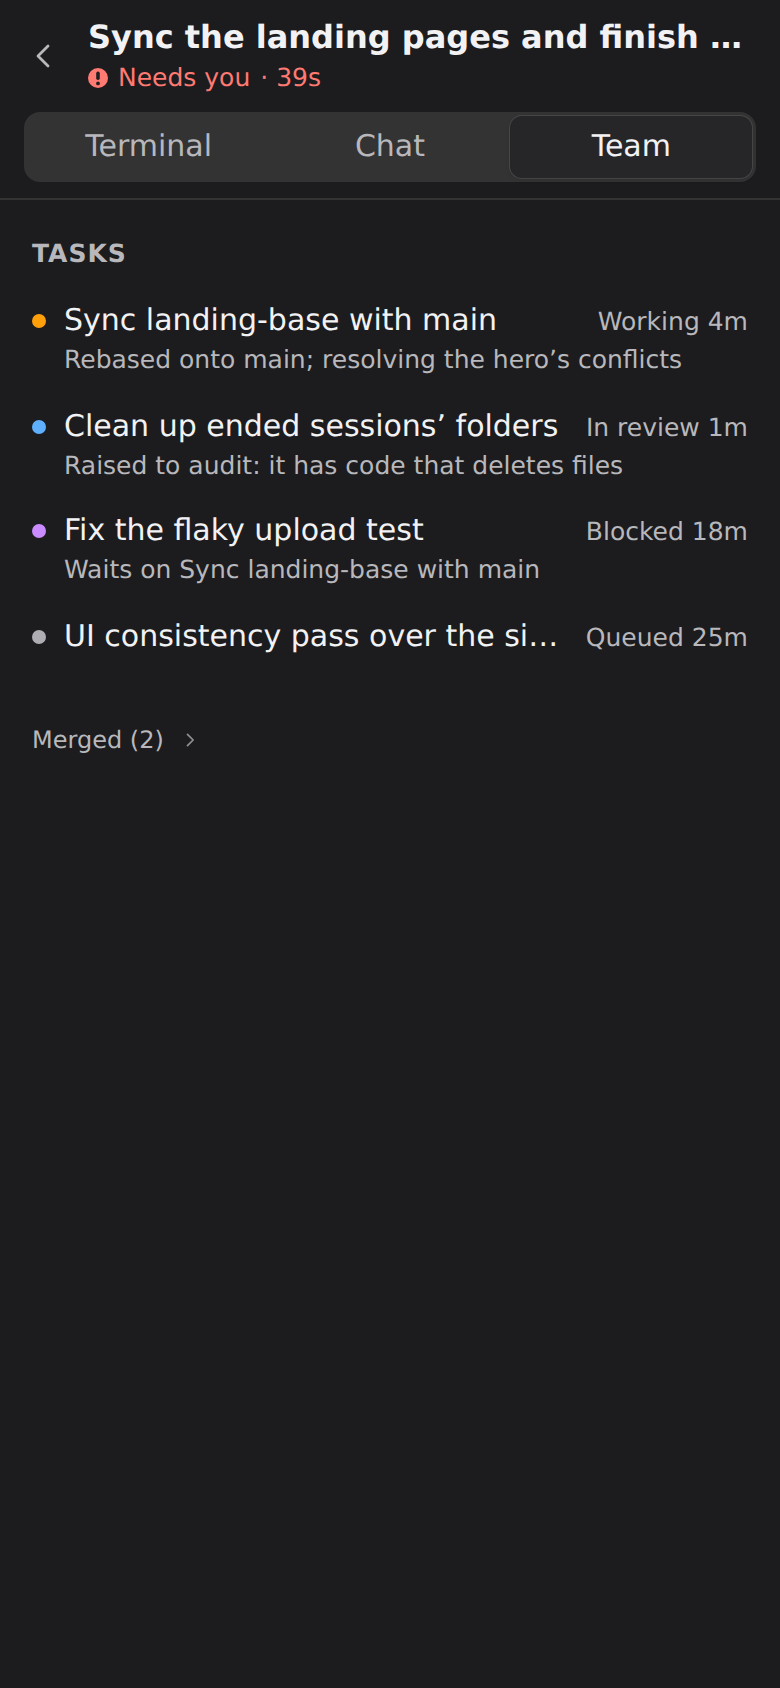 Sync the landing pages and finish …
Needs you · 39s
Terminal Chat Team
TASKS
Sync landing-base with main Working 4m
Rebased onto main; resolving the hero’s conflicts
Clean up ended sessions’ folders In review 1m
Raised to audit: it has code that deletes files
Fix the flaky upload test Blocked 18m
Waits on Sync landing-base with main
UI consistency pass over the si… Queued 25m
Merged (2)